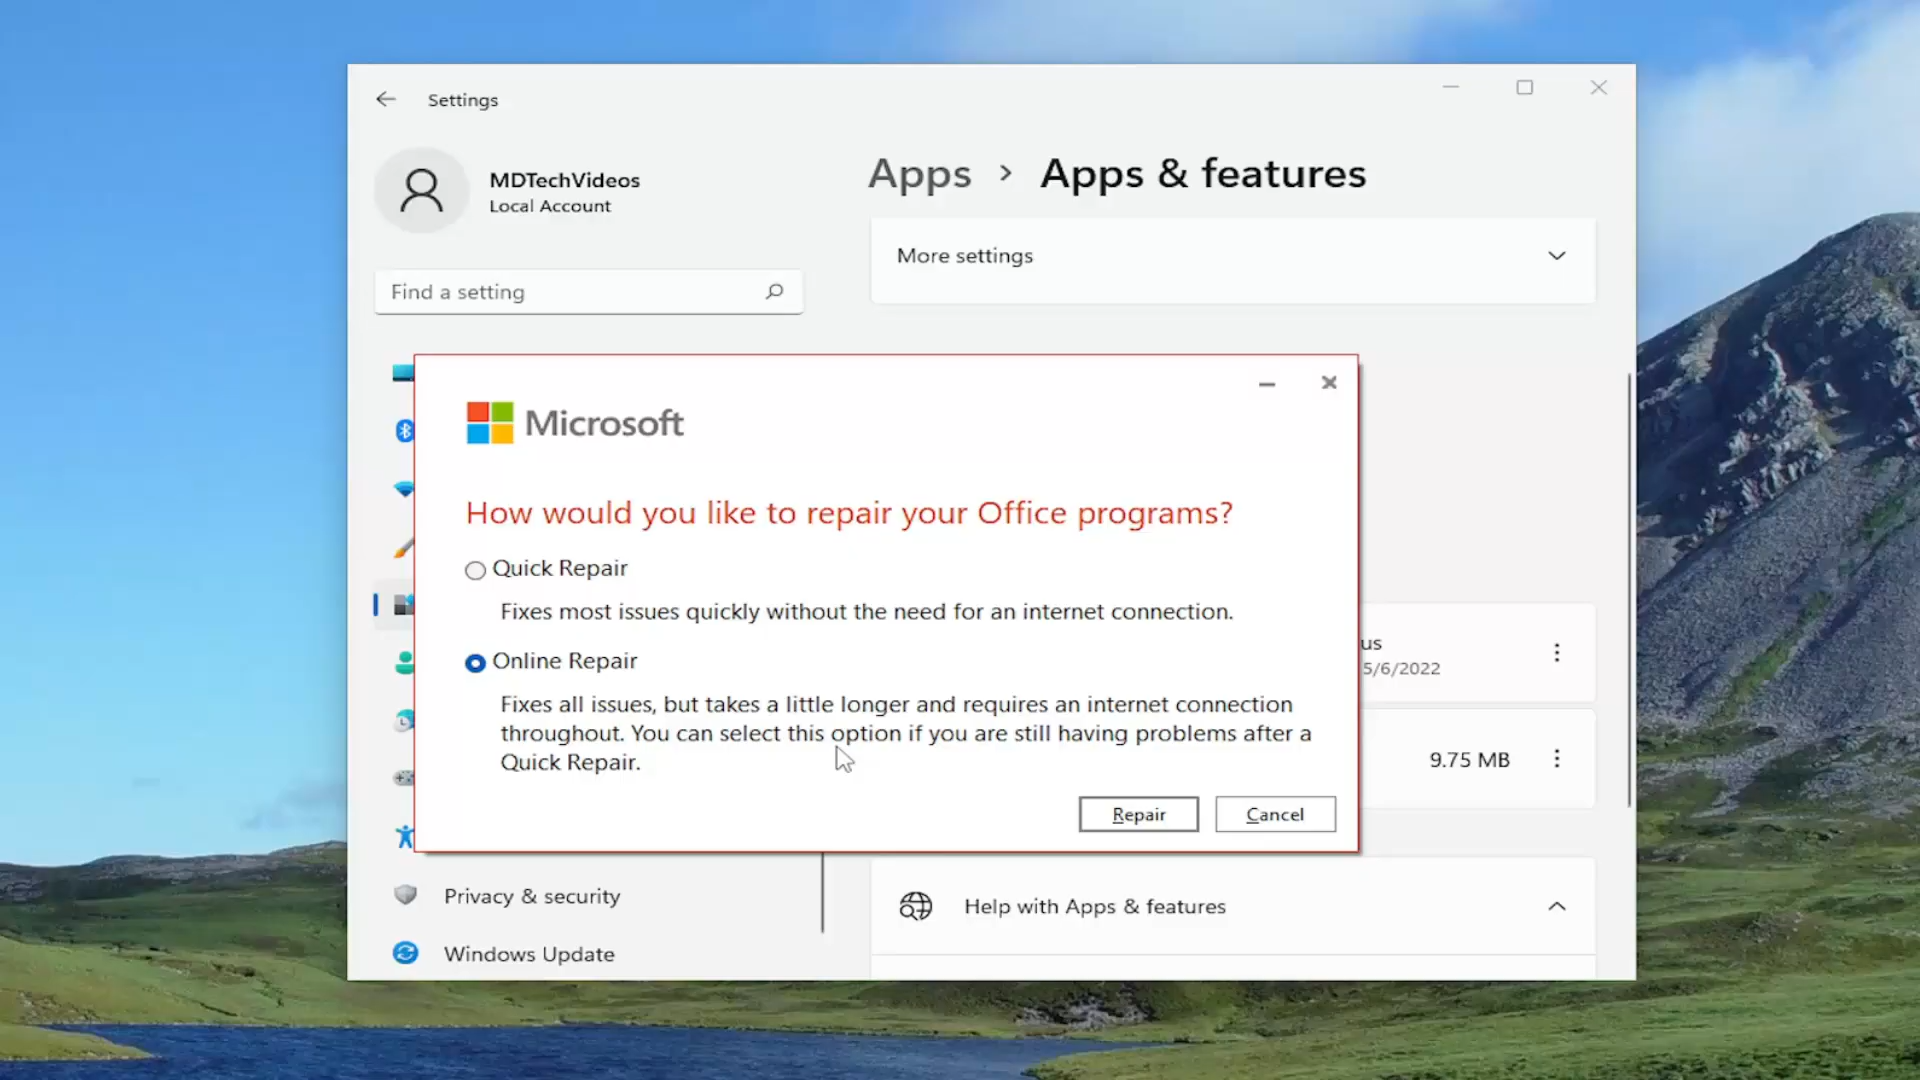 Settings
MDTechVideos
Local Account
Find a setting
Apps > Apps & features
More settings
Microsoft
How would you like to repair your Office programs?
Quick Repair
Fixes most issues quickly without the need for an internet connection.
Online Repair
Fixes all issues, but takes a little longer and requires an internet connection
throughout. You can select this option if you are still having problems after a
Quick Repair.
Repair
Cancel
us
5/6/2022
9.75 MB
Privacy & security
Windows Update
Help with Apps & features